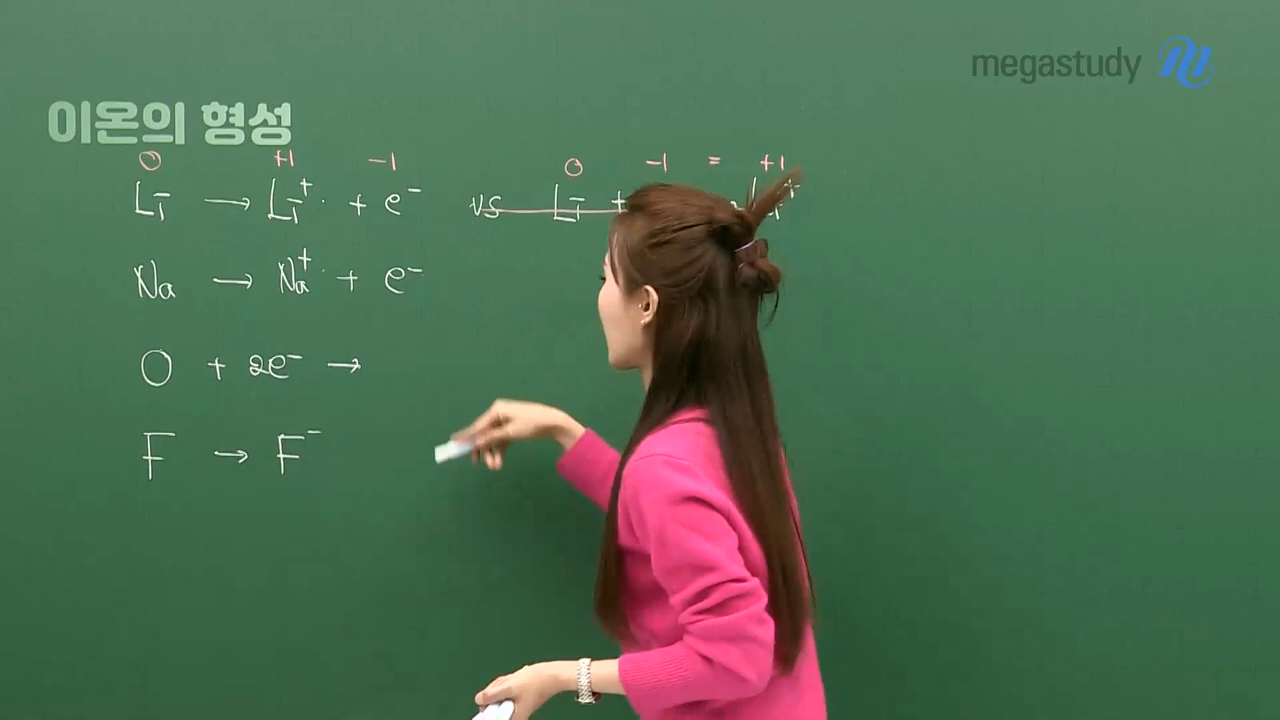 megastudy
이온의 형성
0 +1 -1 0 -1 = +1
Li → Li⁺ + e⁻ vs Li + Li⁺
Na → Na⁺ + e⁻
O + 2e⁻ →
F → F⁻